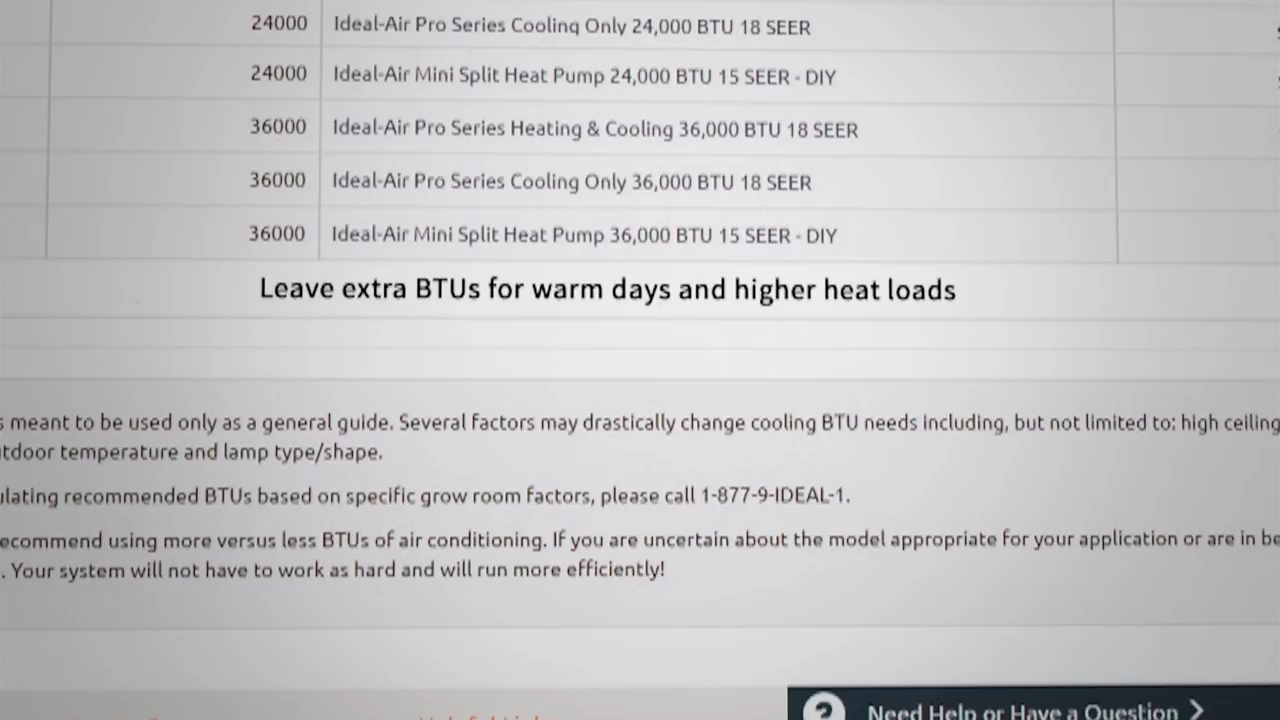 24000 Ideal-Air Pro Series Cooling Only 24,000 BTU 18 SEER
24000 Ideal-Air Mini Split Heat Pump 24,000 BTU 15 SEER - DIY
36000 Ideal-Air Pro Series Heating & Cooling 36,000 BTU 18 SEER
36000 Ideal-Air Pro Series Cooling Only 36,000 BTU 18 SEER
36000 Ideal-Air Mini Split Heat Pump 36,000 BTU 15 SEER - DIY
Leave extra BTUs for warm days and higher heat loads
meant to be used only as a general guide. Several factors may drastically change cooling BTU needs including, but not limited to: high ceiling
temperature and lamp type/shape.
recommended BTUs based on specific grow room factors, please call 1-877-9-IDEAL-1.
using more versus less BTUs of air conditioning. If you are uncertain about the model appropriate for your application or are in be
. Your system will not have to work as hard and will run more efficiently!
? Need Help or Have a Question >